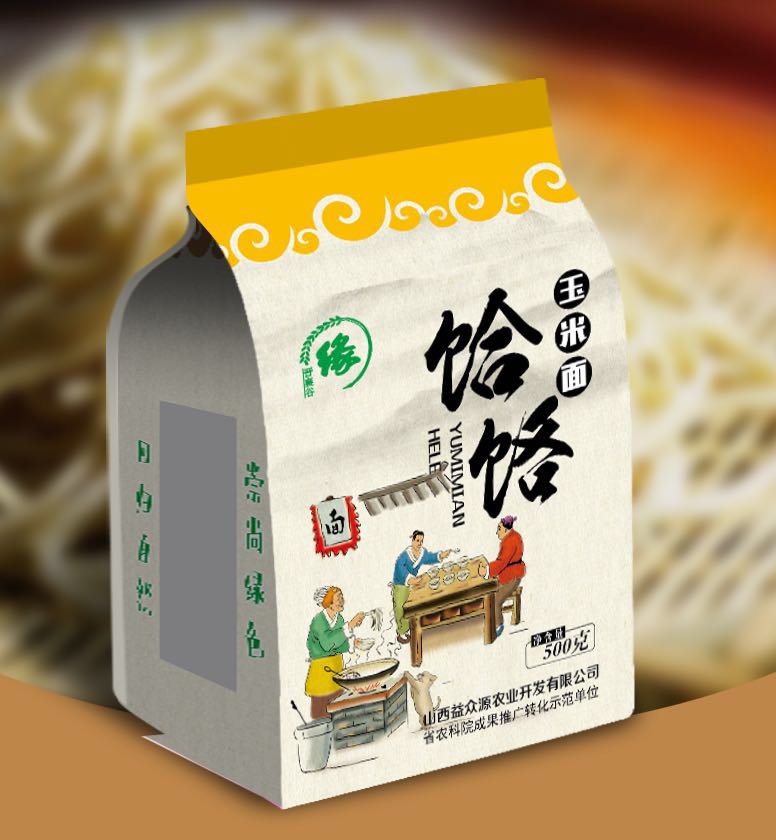 玉米面
饸饹
YUMIMIAN
缘
面
净含量
500克
山西益众源农业开发有限公司
省农科院成果推广转化示范单位
崇尚绿色